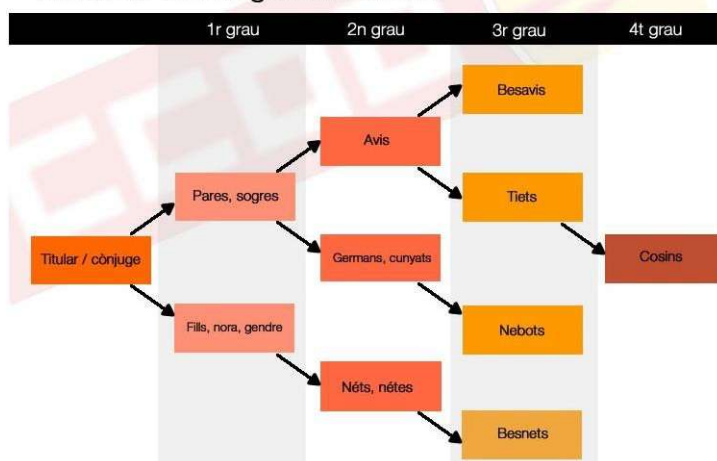 1r grau 2n grau 3r grau 4t grau
Besavis
Avis
Pares, sogres
Tiets
Titular / cònjuge
Germans, cunyats
Cosins
Fills, nora, gendre
Nebots
Néts, nétes
Besnets
CCOO